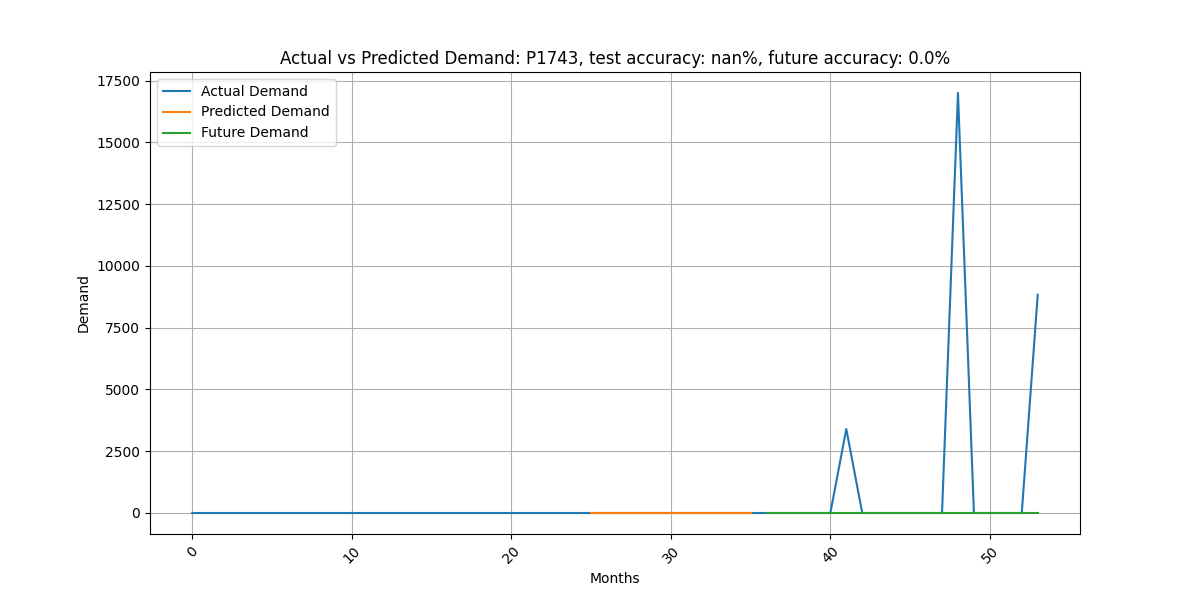 Actual vs Predicted Demand: P1743, test accuracy: nan%, future accuracy: 0.0%
Actual Demand
Predicted Demand
Future Demand
17500
15000
12500
10000
7500
5000
2500
0
Demand
0 10 20 30 40 50
Months